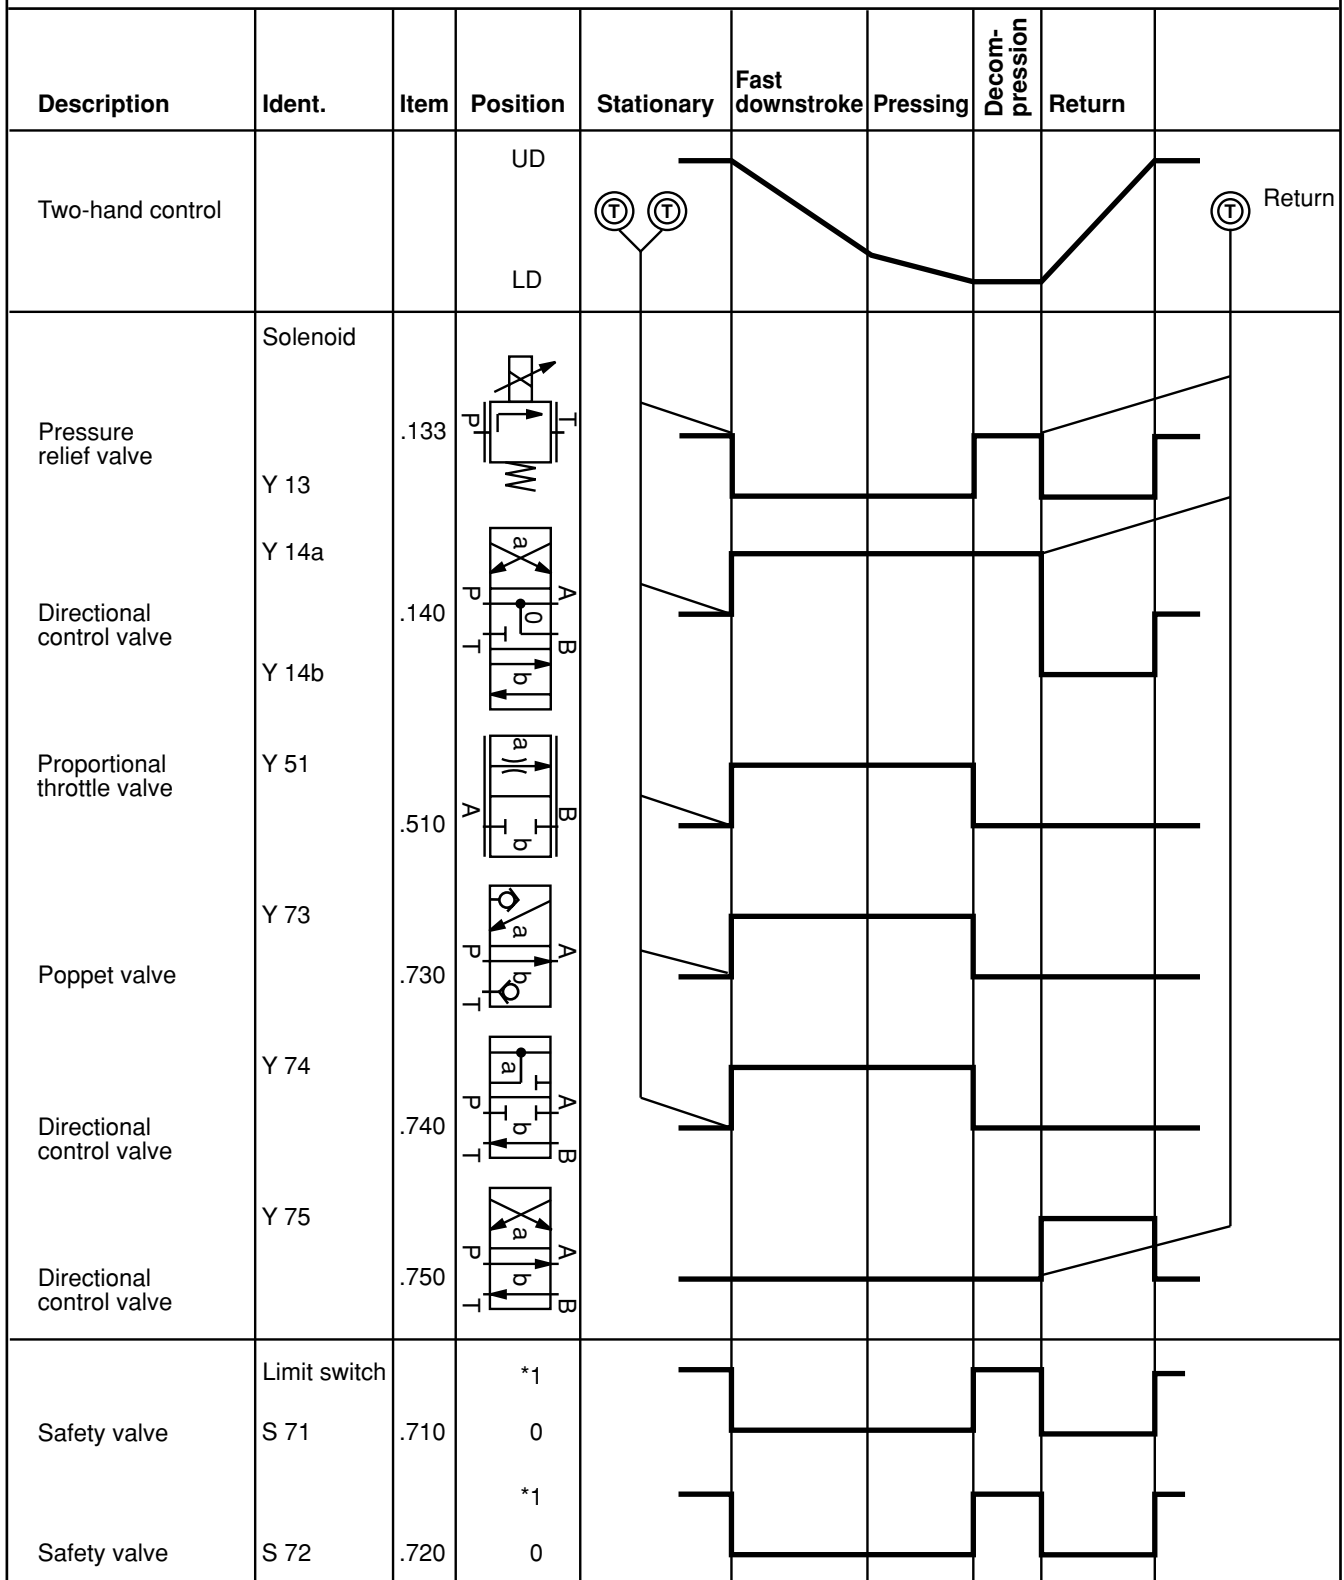 Description Ident. Item Position Stationary Fast downstroke Pressing Decom-pression Return
UD
Two-hand control T T T Return
LD
Solenoid
Pressure
relief valve
.133
P T
Y 13
Y 14a
Directional
control valve
.140
a 0 b P T A B
Y 14b
Proportional
throttle valve
Y 51
.510
a b A B
Y 73
Poppet valve .730
a b P T A
Y 74
Directional
control valve
.740
a b P T A B
Y 75
Directional
control valve
.750
a b P T A B
Limit switch *1
Safety valve S 71 .710 0
*1
Safety valve S 72 .720 0